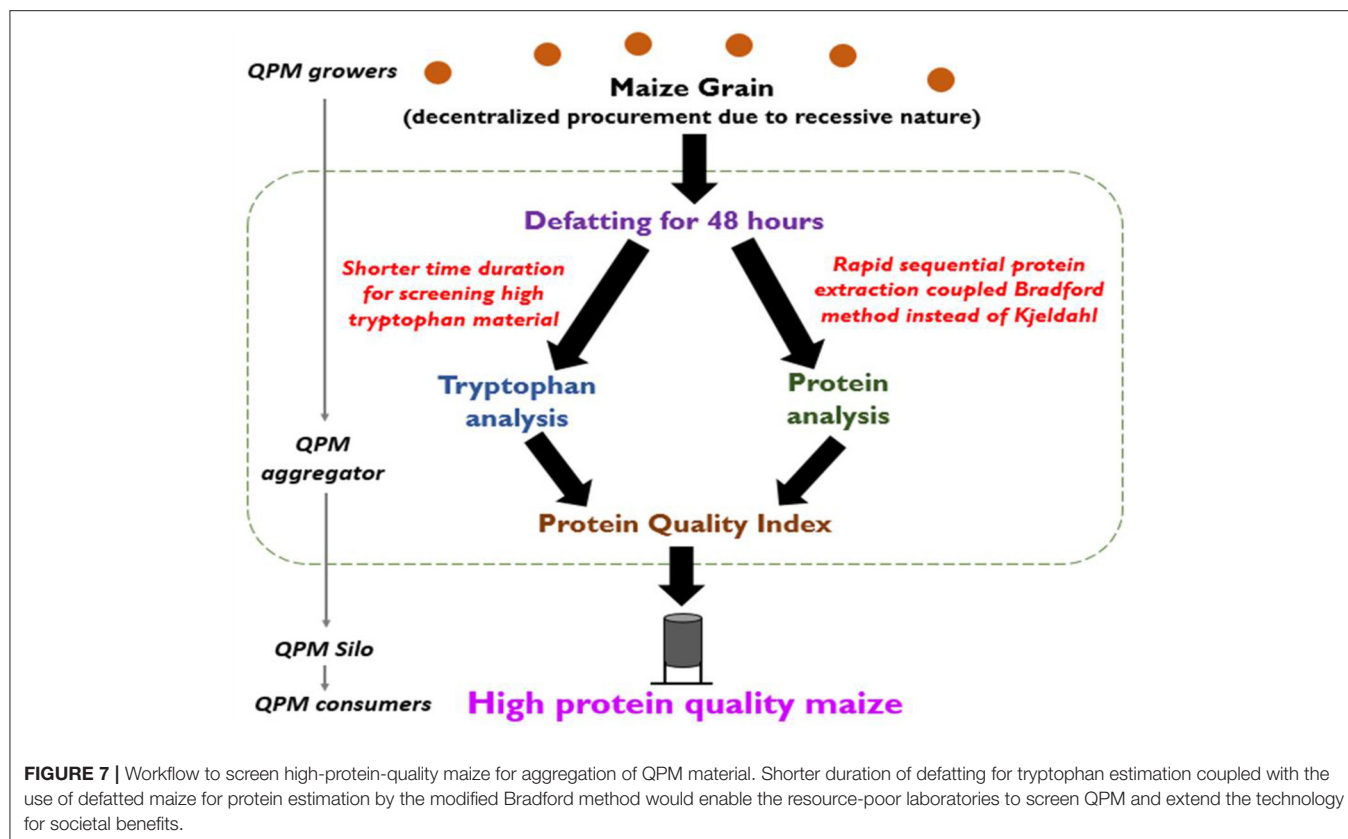 QPM growers
Maize Grain
(decentralized procurement due to recessive nature)
Defatting for 48 hours
Shorter time duration
for screening high
tryptophan material
Rapid sequential protein
extraction coupled Bradford
method instead of Kjeldahl
Tryptophan
analysis
Protein
analysis
QPM
aggregator
Protein Quality Index
QPM Silo
QPM consumers
High protein quality maize
FIGURE 7 | Workflow to screen high-protein-quality maize for aggregation of QPM material. Shorter duration of defatting for tryptophan estimation coupled with the
use of defatted maize for protein estimation by the modified Bradford method would enable the resource-poor laboratories to screen QPM and extend the technology
for societal benefits.